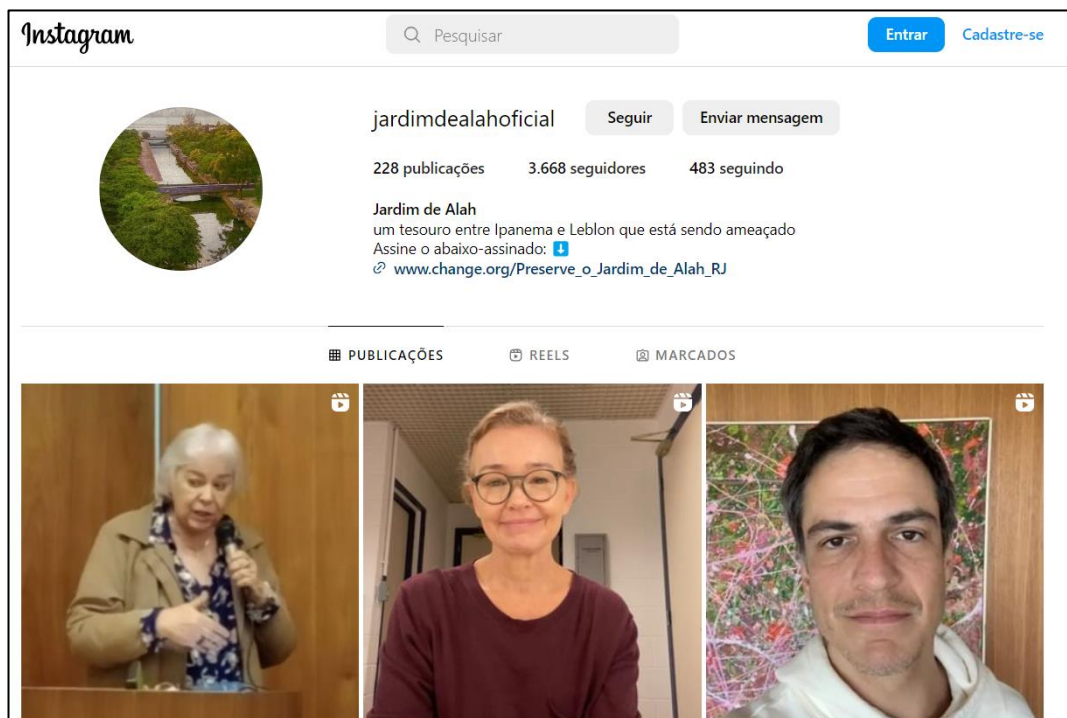 Instagram
Pesquisar
Entrar
Cadastre-se
jardimdealahoficial
Seguir
Enviar mensagem
228 publicações
3.668 seguidores
483 seguindo
Jardim de Alah
um tesouro entre Ipanema e Leblon que está sendo ameaçado
Assine o abaixo-assinado: ⬇️
www.change.org/Preserve_o_Jardim_de_Alah_RJ
PUBLICAÇÕES
REELS
MARCADOS